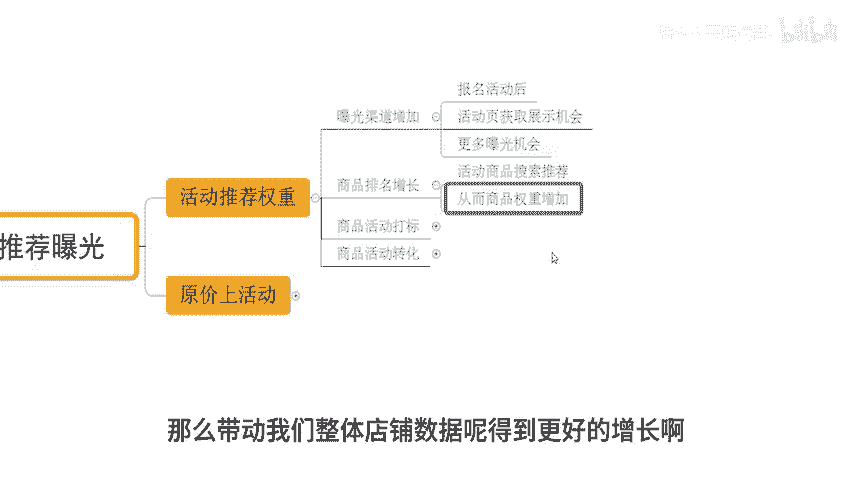 bilibili
报名活动后
曝光渠道增加
活动页获取展示机会
更多曝光机会
活动商品搜索推荐
商品排名增长
活动推荐权重
从而商品权重增加
商品活动打标
推荐曝光
商品活动转化
原价上活动
那么带动我们整体店铺数据呢得到更好的增长啊